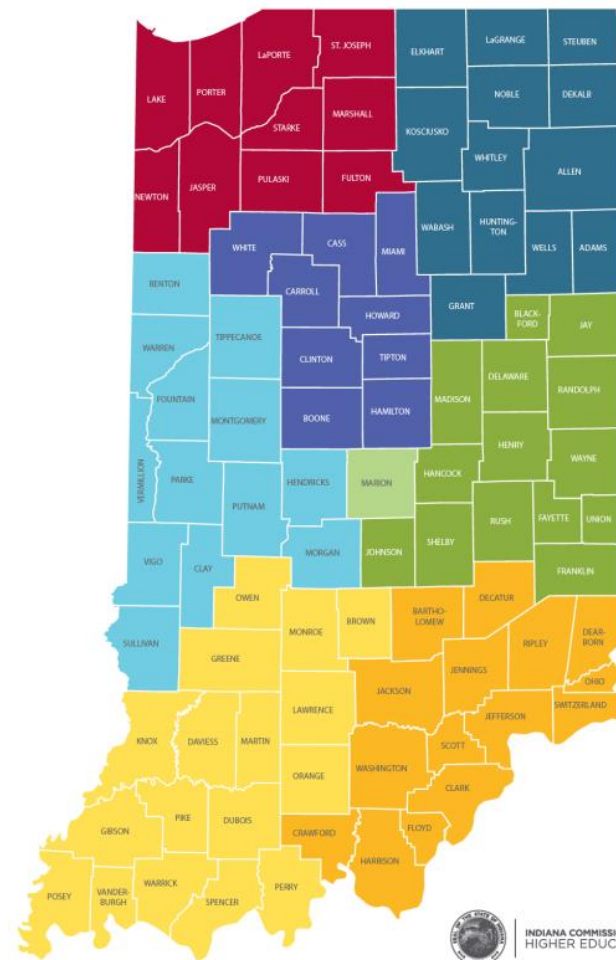 LaGRANGE
STEUBEN
ST. JOSEPH
ELKHART
LaPORTE
LAKE
PORTER
NOBLE
DEKALB
MARSHALL
STARKE
KOSCIUSKO
WHITLEY
ALLEN
NEWTON
JASPER
PULASKI
FULTON
WABASH
HUNTING-
TON
WHITE
CASS
MIAMI
WELLS
ADAMS
BENTON
CARROLL
GRANT
BLACK-
FORD
JAY
HOWARD
WARREN
TIPPECANOE
CLINTON
TIPTON
DELAWARE
MADISON
RANDOLPH
FOUNTAIN
MONTGOMERY
BOONE
HAMILTON
HENRY
WAYNE
VERMILLION
PARKE
PUTNAM
HENDRICKS
MARION
HANCOCK
RUSH
FAYETTE
UNION
VIGO
CLAY
MORGAN
JOHNSON
SHELBY
FRANKLIN
OWEN
DECATUR
SULLIVAN
MONROE
BROWN
BARTHO-
LOMEW
RIPLEY
DEAR-
BORN
GREENE
JENNINGS
OHIO
JACKSON
SWITZERLAND
LAWRENCE
JEFFERSON
KNOX
DAVIESS
MARTIN
SCOTT
ORANGE
WASHINGTON
CLARK
GIBSON
PIKE
DUBOIS
CRAWFORD
FLOYD
HARRISON
POSEY
VANDER-
BURGH
WARRICK
SPENCER
PERRY
INDIANA COMMISS
HIGHER EDUC